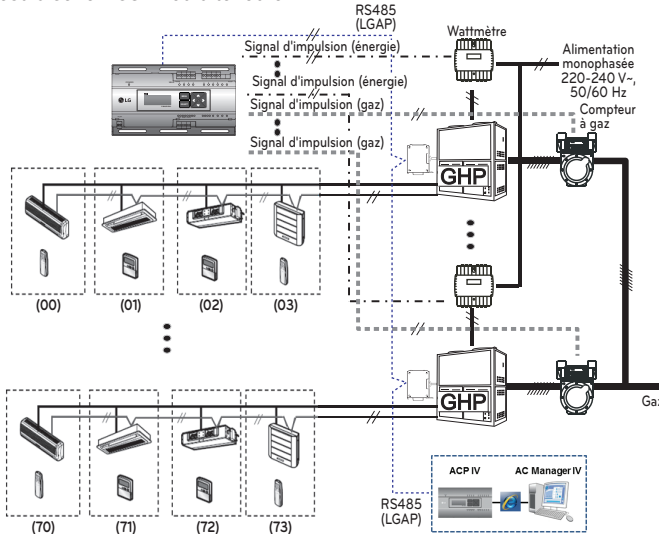 RS485
(LGAP)
Signal d'impulsion (énergie)
Wattmètre
Alimentation
monophasée
220-240 V~,
50/60 Hz
Signal d'impulsion (énergie)
Signal d'impulsion (gaz)
Compteur
à gaz
Signal d'impulsion (gaz)
LG
GHP
(00)
(01)
(02)
(03)
GHP
Gaz
ACP IV
AC Manager IV
RS485
(LGAP)
(70)
(71)
(72)
(73)